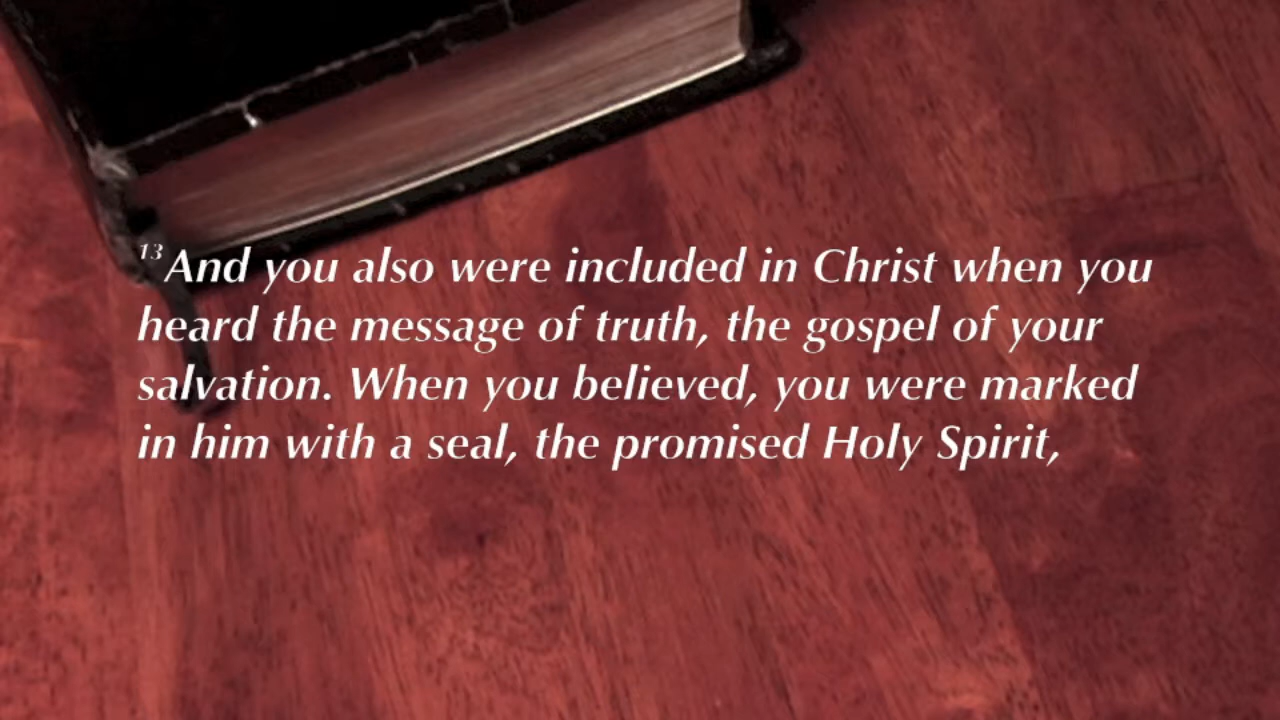 13And you also were included in Christ when you
heard the message of truth, the gospel of your
salvation. When you believed, you were marked
in him with a seal, the promised Holy Spirit,